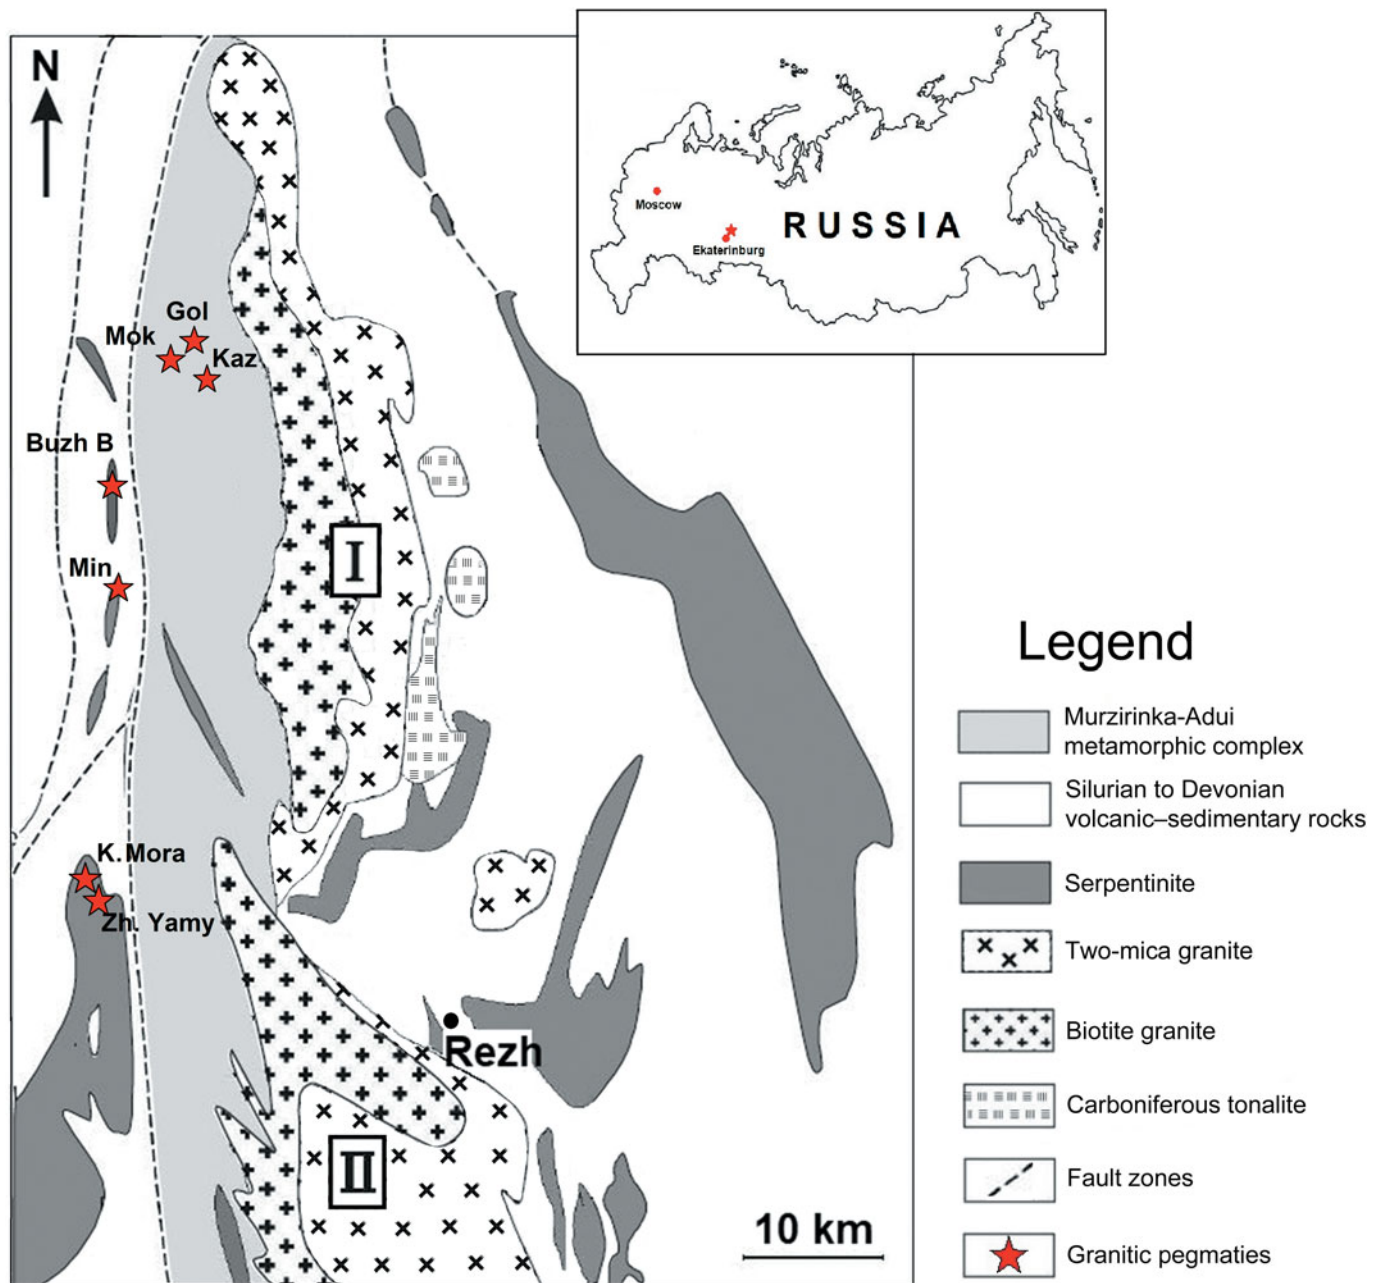 N
Moscow
RUSSIA
Ekaterinburg
Gol
Mok
Kaz
Buzh B
I
Min
Legend
Murzirinka-Adui
metamorphic complex
Silurian to Devonian
volcanic–sedimentary rocks
K.Mora
Serpentinite
Zh. Yamy
Two-mica granite
Rezh
Biotite granite
Carboniferous tonalite
II
Fault zones
10 km
Granitic pegmaties